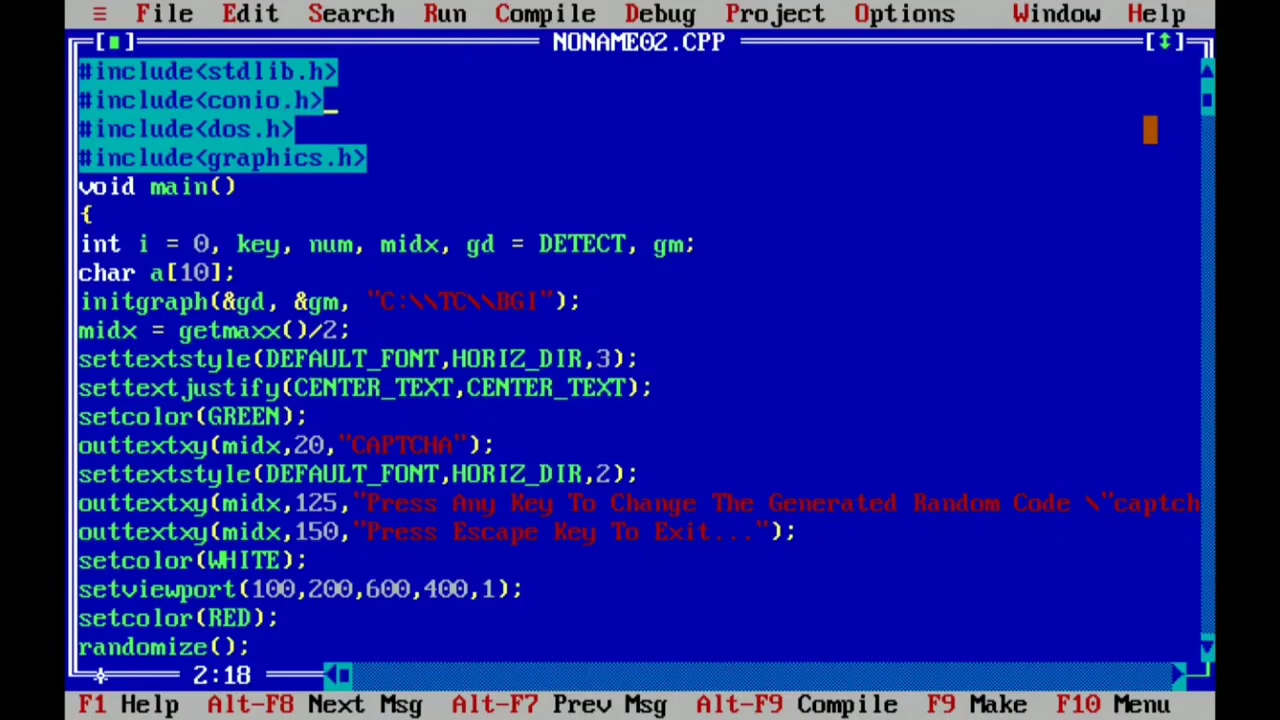 ≡ File Edit Search Run Compile Debug Project Options Window Help
[■] NONAME02.CPP [↕]
#include<stdlib.h>
#include<conio.h>
#include<dos.h>
#include<graphics.h>
void main()
{
int i = 0, key, num, midx, gd = DETECT, gm;
char a[10];
initgraph(&gd, &gm, "C:\\TC\\BGI");
midx = getmaxx()/2;
settextstyle(DEFAULT_FONT,HORIZ_DIR,3);
settextjustify(CENTER_TEXT,CENTER_TEXT);
setcolor(GREEN);
outtextxy(midx,20,"CAPTCHA");
settextstyle(DEFAULT_FONT,HORIZ_DIR,2);
outtextxy(midx,125,"Press Any Key To Change The Generated Random Code \"captch
outtextxy(midx,150,"Press Escape Key To Exit...");
setcolor(WHITE);
setviewport(100,200,600,400,1);
setcolor(RED);
randomize();
2:18
F1 Help Alt-F8 Next Msg Alt-F7 Prev Msg Alt-F9 Compile F9 Make F10 Menu